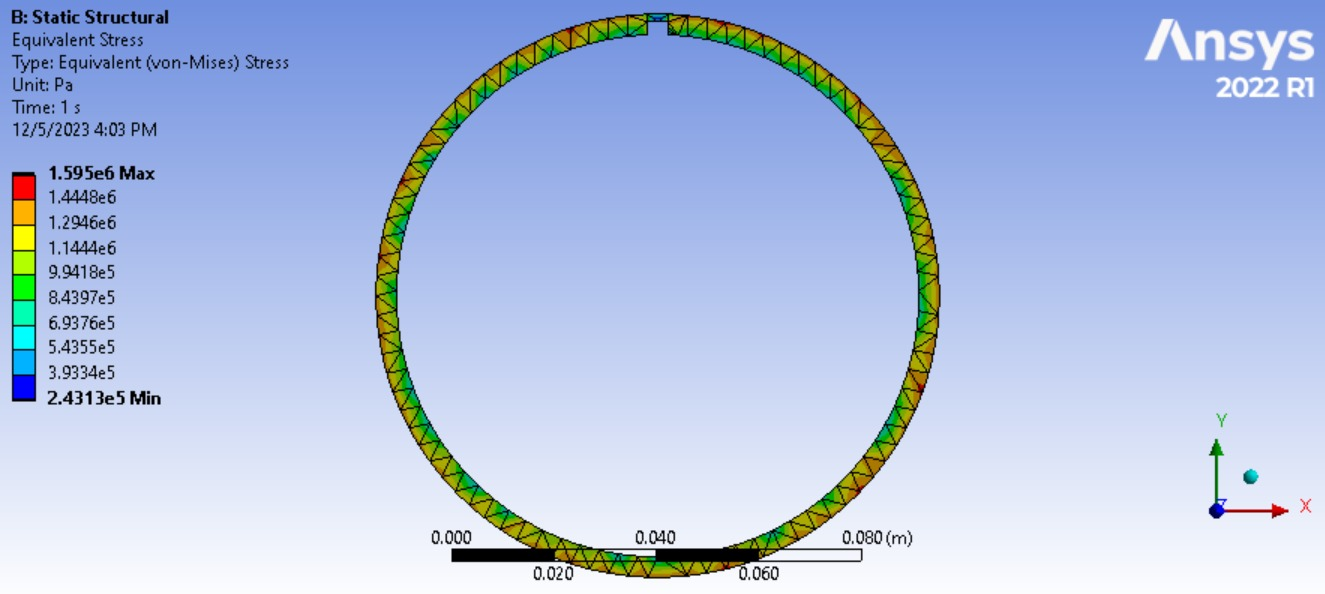 B: Static Structural
Equivalent Stress
Type: Equivalent (von-Mises) Stress
Unit: Pa
Time: 1 s
12/5/2023 4:03 PM
1.595e6 Max
1.4448e6
1.2946e6
1.1444e6
9.9418e5
8.4397e5
6.9376e5
5.4355e5
3.9334e5
2.4313e5 Min
Ansys
2022 R1
0.000 0.040 0.080 (m)
0.020 0.060
Y
Z X